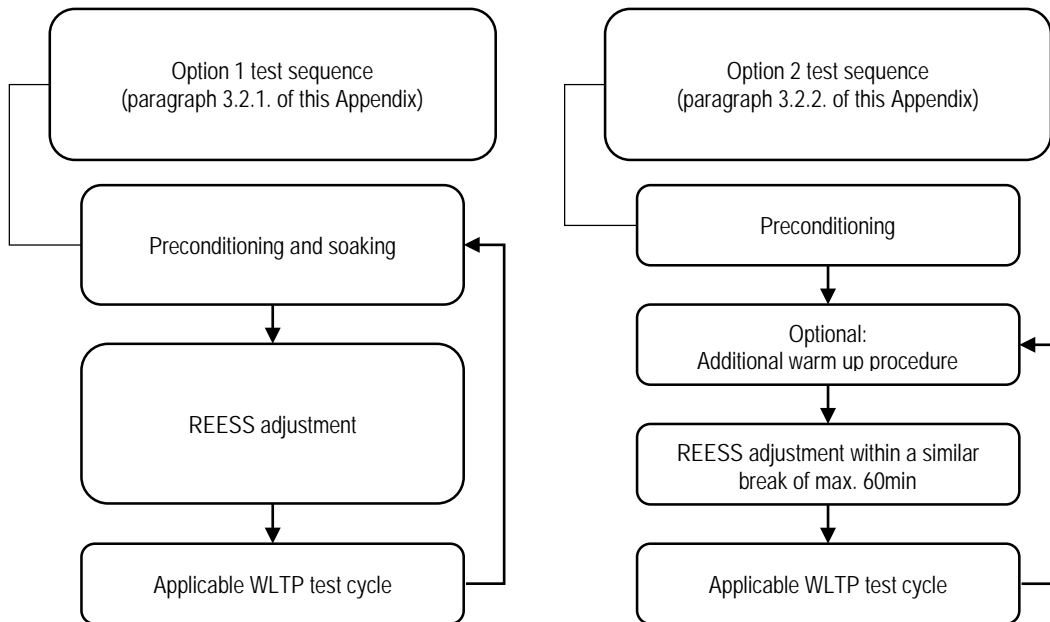 Option 1 test sequence
(paragraph 3.2.1. of this Appendix)
Preconditioning and soaking
REESS adjustment
Applicable WLTP test cycle
Option 2 test sequence
(paragraph 3.2.2. of this Appendix)
Preconditioning
Optional:
Additional warm up procedure
REESS adjustment within a similar
break of max. 60min
Applicable WLTP test cycle